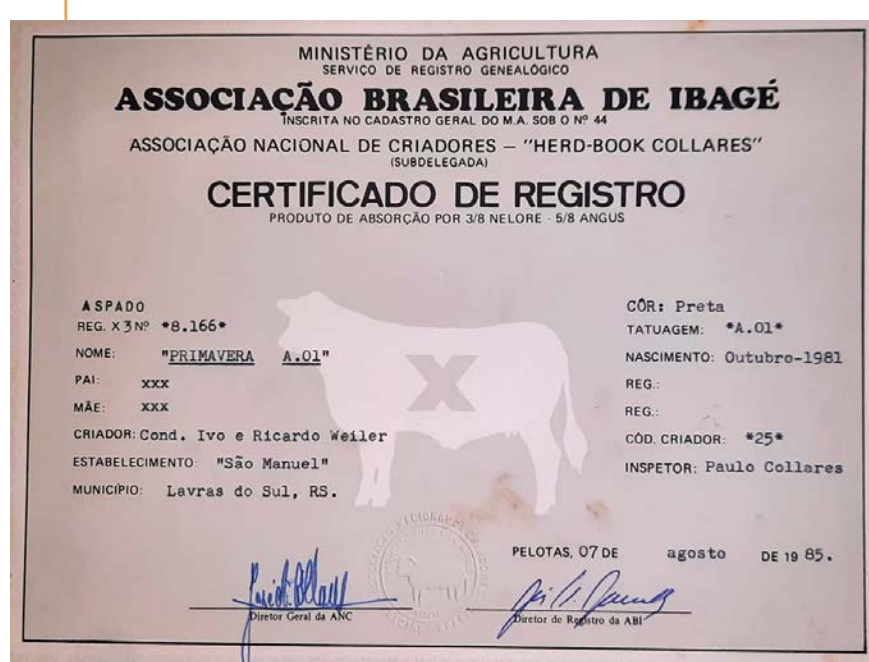 MINISTÉRIO DA AGRICULTURA
SERVIÇO DE REGISTRO GENEALÓGICO
ASSOCIAÇÃO BRASILEIRA DE IBAGÉ
INSCRITA NO CADASTRO GERAL DO M.A. SOB O Nº 44
ASSOCIAÇÃO NACIONAL DE CRIADORES – "HERD-BOOK COLLARES"
(SUBDELEGADA)
CERTIFICADO DE REGISTRO
PRODUTO DE ABSORÇÃO POR 3/8 NELORE - 5/8 ANGUS
ASPADO CÔR: Preta
REG. X 3 Nº *8.166* TATUAGEM: *A.01*
NOME: "PRIMAVERA A.01" NASCIMENTO: Outubro-1981
PAI: xxx REG.:
X
MÃE: xxx REG.:
CRIADOR: Cond. Ivo e Ricardo Weiler CÓD. CRIADOR: *25*
ESTABELECIMENTO: "São Manuel" INSPETOR: Paulo Collares
MUNICÍPIO: Lavras do Sul, RS.
PELOTAS, 07 DE agosto DE 19 85.
Diretor Geral da ANC Diretor de Registro da ABI